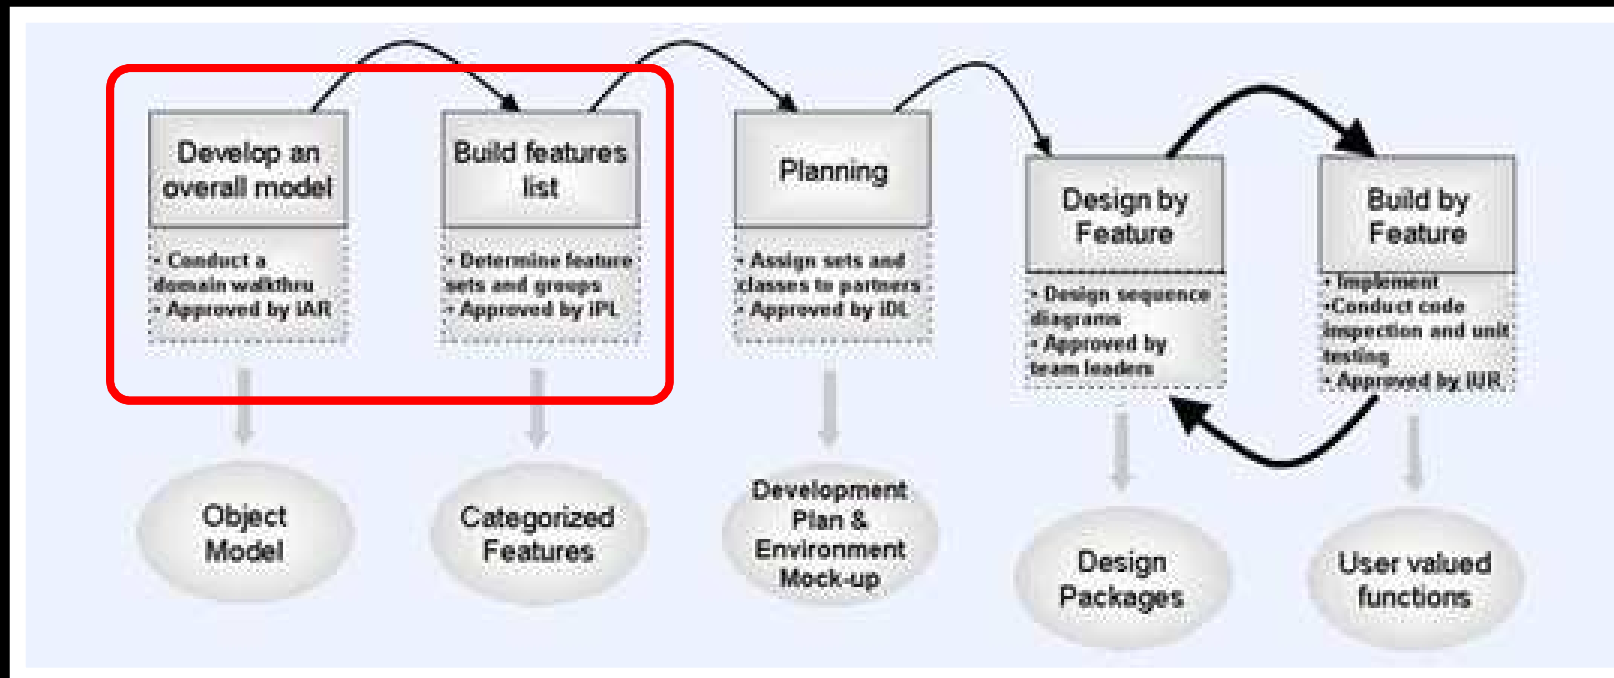 Develop an
overall model
• Conduct a
domain walkthru
• Approved by iAR
Object
Model
Build features
list
• Determine feature
sets and groups
• Approved by iPL
Categorized
Features
Planning
• Assign sets and
classes to partners
• Approved by iDL
Development
Plan &
Environment
Mock-up
Design by
Feature
• Design sequence
diagrams
• Approved by
team leaders
Design
Packages
Build by
Feature
• Implement
•Conduct code
inspection and unit
testing
• Approved by iUR
User valued
functions